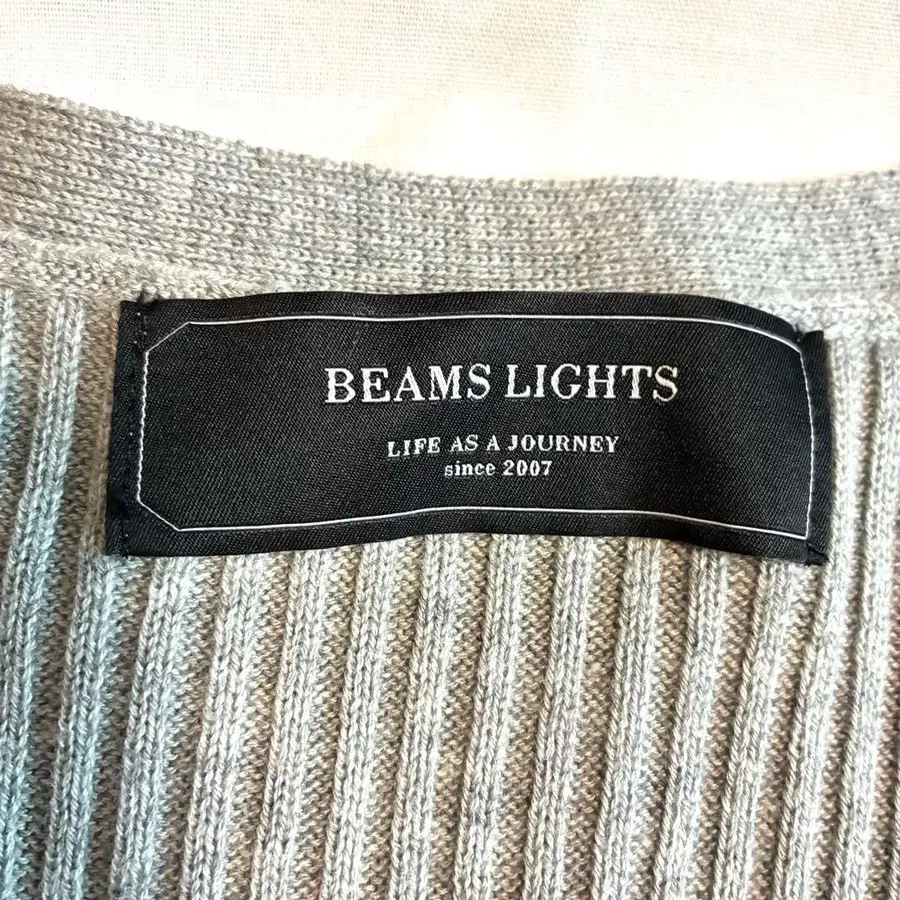 BEAMS LIGHTS
LIFE AS A JOURNEY
since 2007